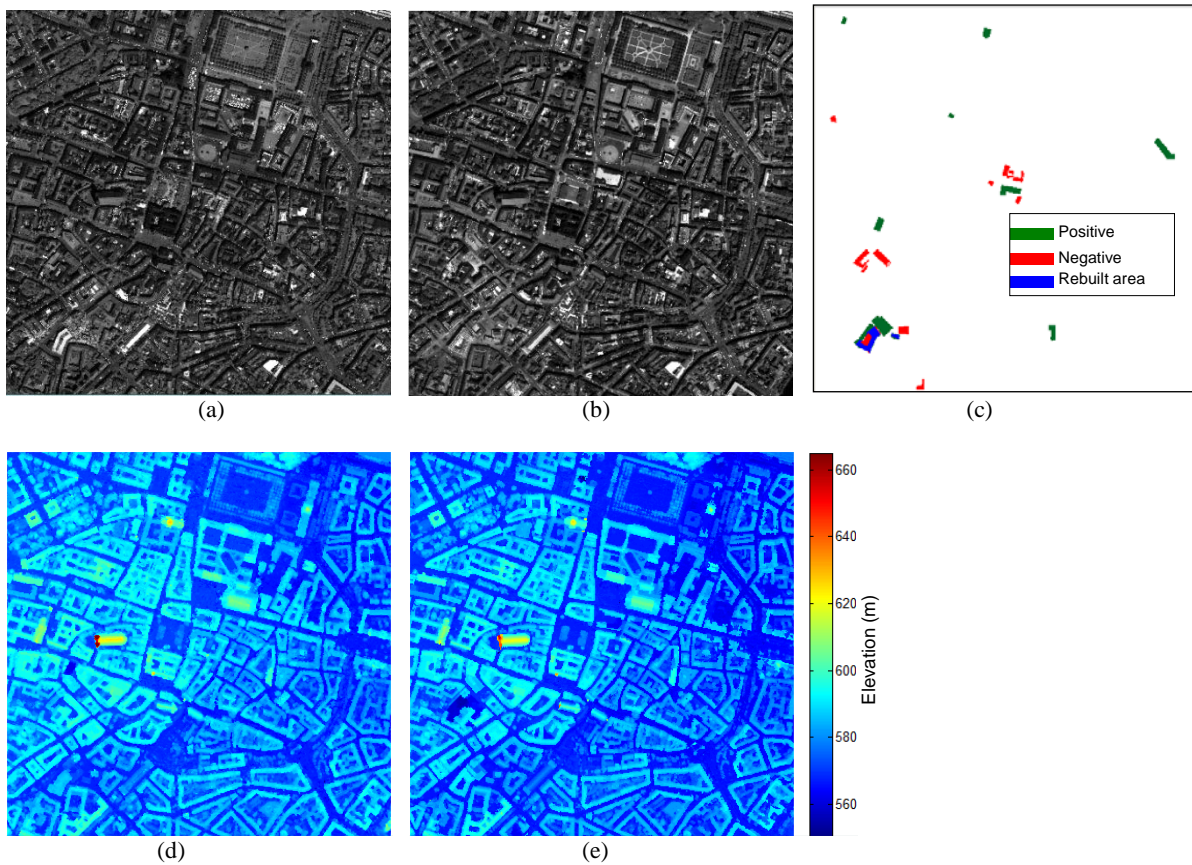 Positive
Negative
Rebuilt area
(a)
(b)
(c)
660
640
620
600
580
560
Elevation (m)
(d)
(e)